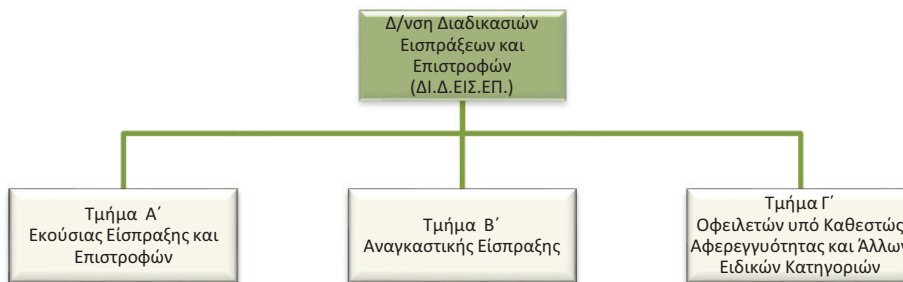 Δ/νση Διαδικασιών
Εισπράξεων και
Επιστροφών
(ΔΙ.Δ.ΕΙΣ.ΕΠ.)
Τμήμα Α΄
Εκούσιας Είσπραξης και
Επιστροφών
Τμήμα Β΄
Αναγκαστικής Είσπραξης
Τμήμα Γ΄
Οφειλετών υπό Καθεστώς
Αφερεγγυότητας και Άλλων
Ειδικών Κατηγοριών